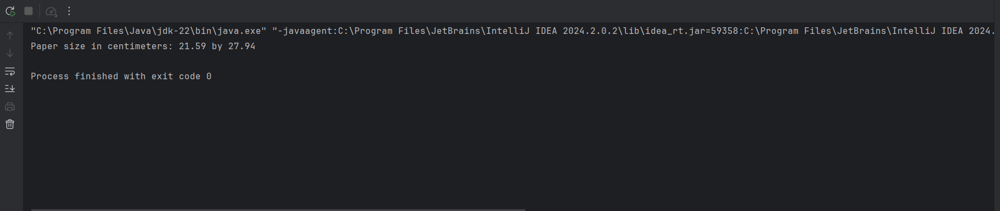 "C:\Program Files\Java\jdk-22\bin\java.exe" "-javaagent:C:\Program Files\JetBrains\IntelliJ IDEA 2024.2.0.2\lib\idea_rt.jar=59358:C:\Program Files\JetBrains\IntelliJ IDEA 2024.
Paper size in centimeters: 21.59 by 27.94
Process finished with exit code 0